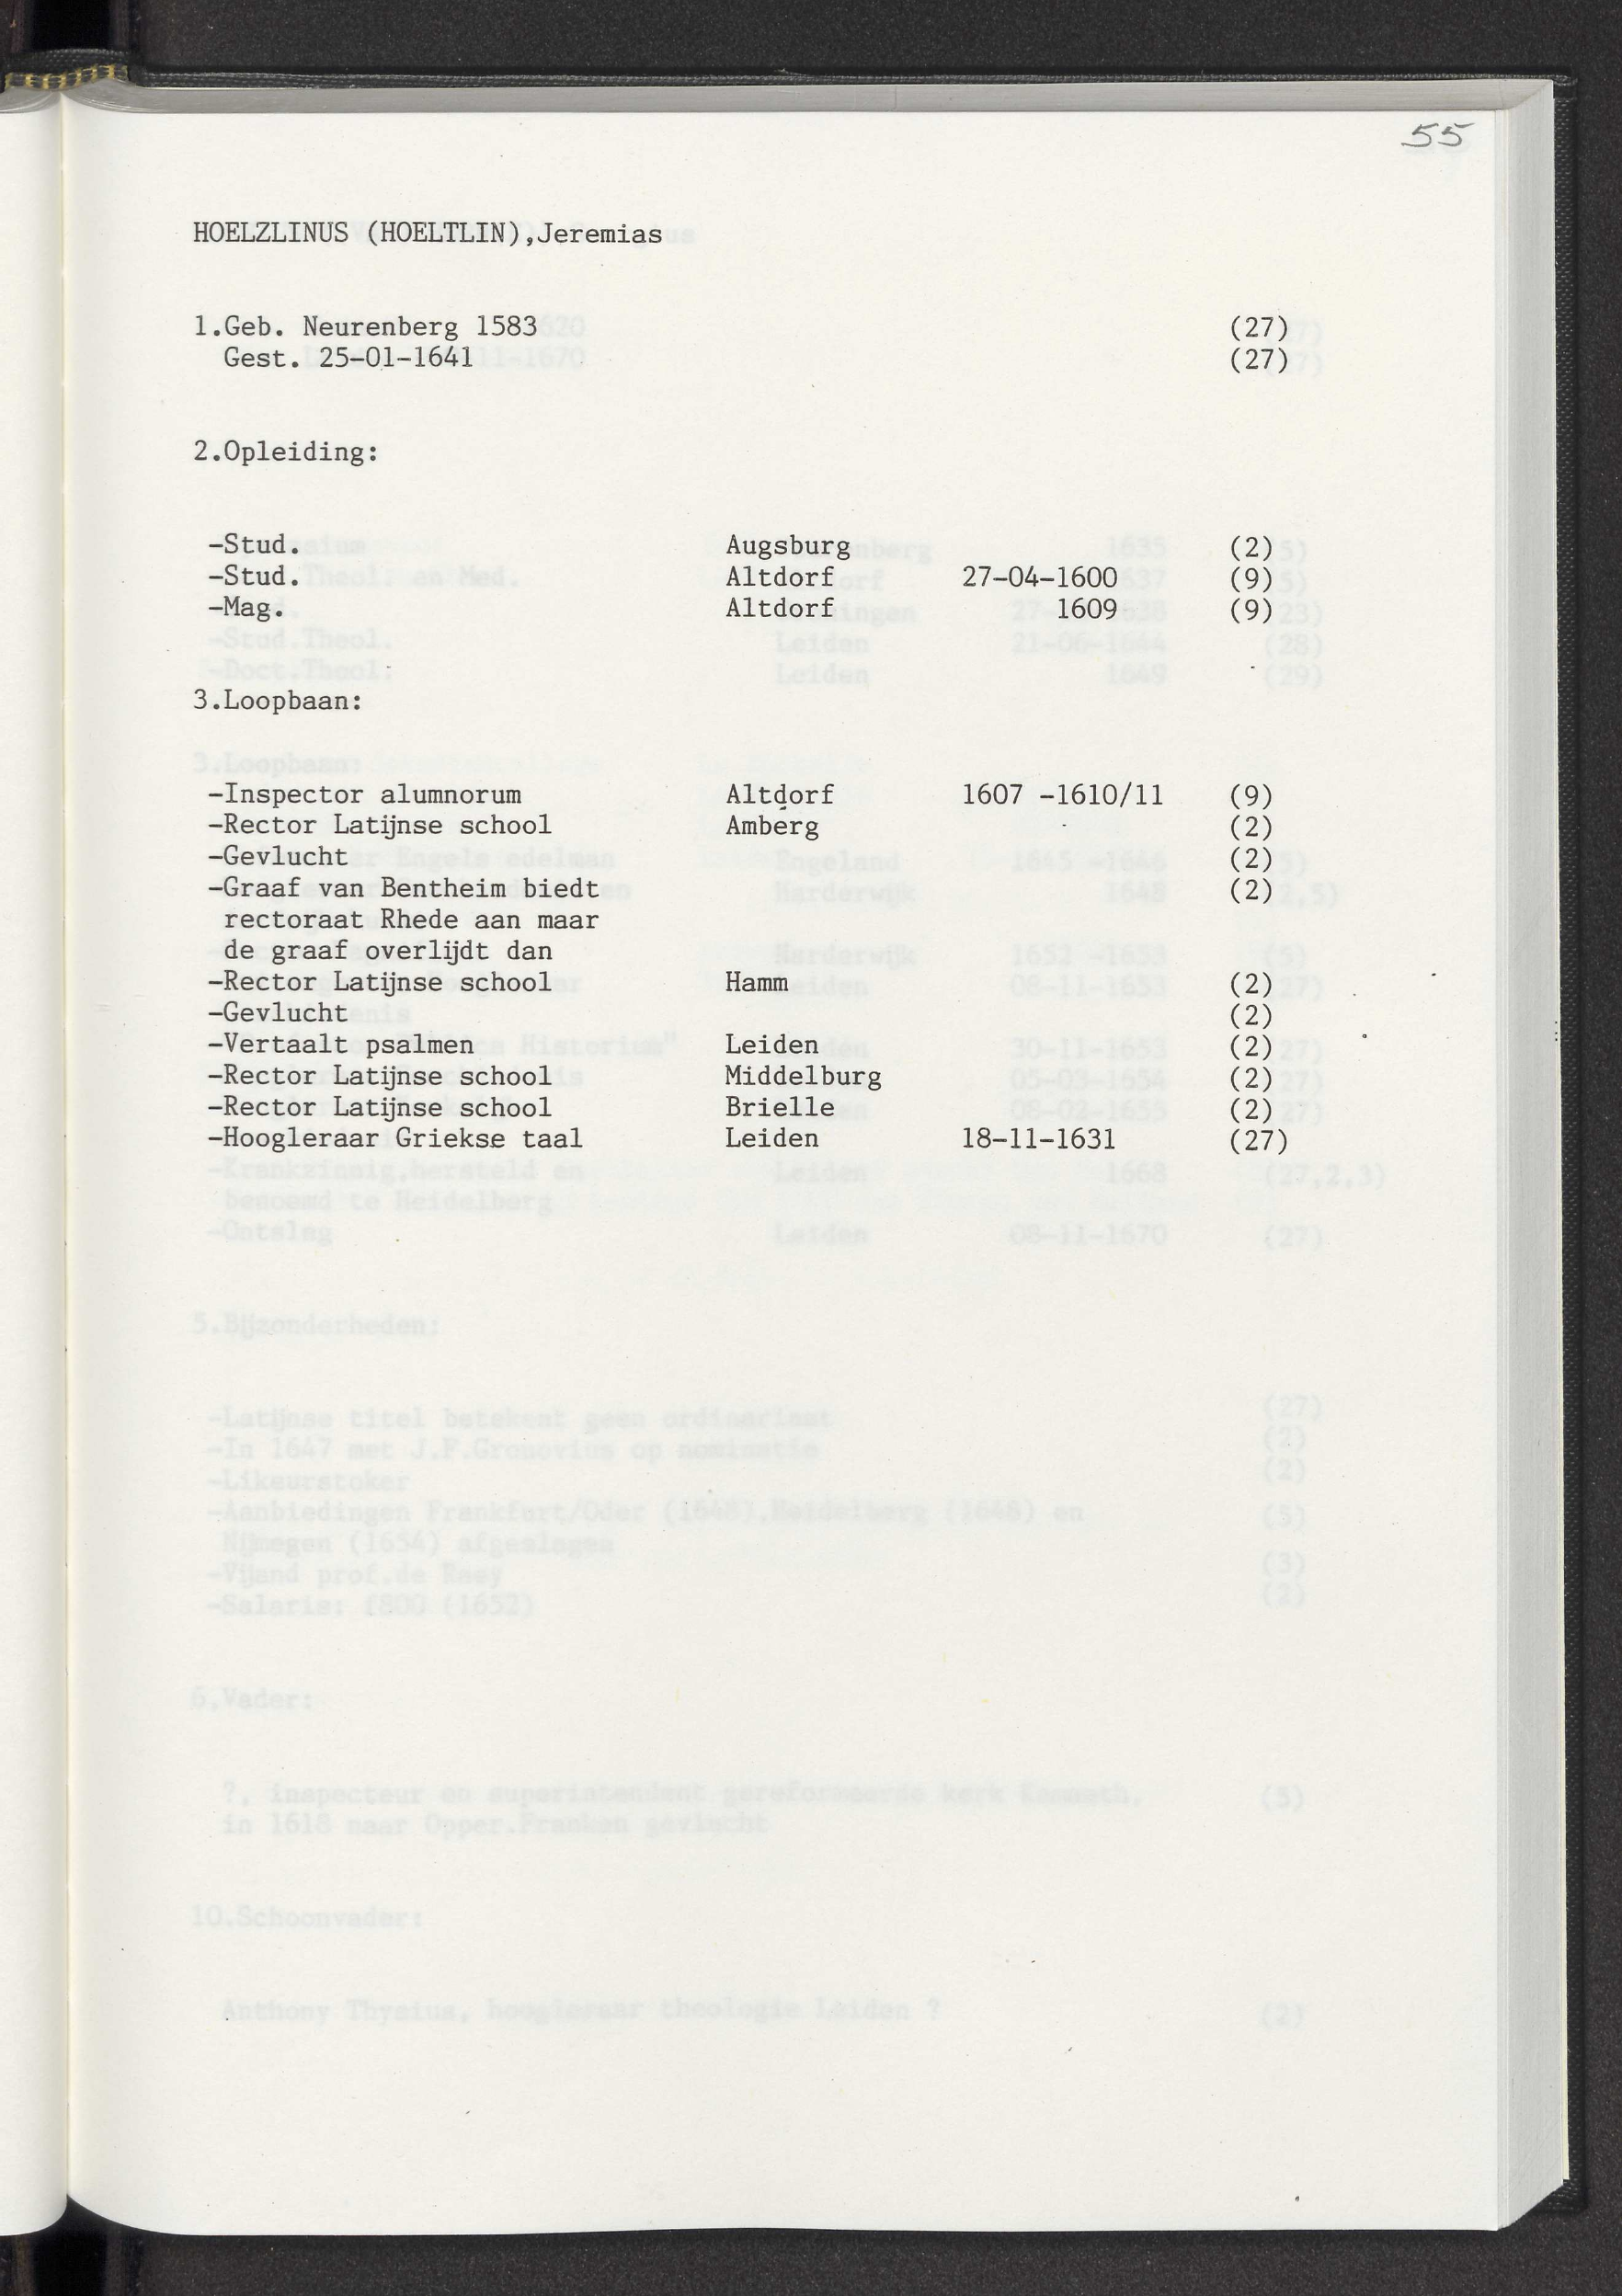 55
HOELZLINUS (HOELTLIN),Jeremias
1.Geb. Neurenberg 1583 (27)
Gest. 25-01-1641 (27)
2.Opleiding:
-Stud. Augsburg (2)
-Stud. Altdorf 27-04-1600 (9)
-Mag. Altdorf 1609 (9)
3.Loopbaan:
-Inspector alumnorum Altdorf 1607 -1610/11 (9)
-Rector Latijnse school Amberg (2)
-Gevlucht (2)
-Graaf van Bentheim biedt (2)
rectoraat Rhede aan maar
de graaf overlijdt dan
-Rector Latijnse school Hamm (2)
-Gevlucht (2)
-Vertaalt psalmen Leiden (2)
-Rector Latijnse school Middelburg (2)
-Rector Latijnse school Brielle (2)
-Hoogleraar Griekse taal Leiden 18-11-1631 (27)